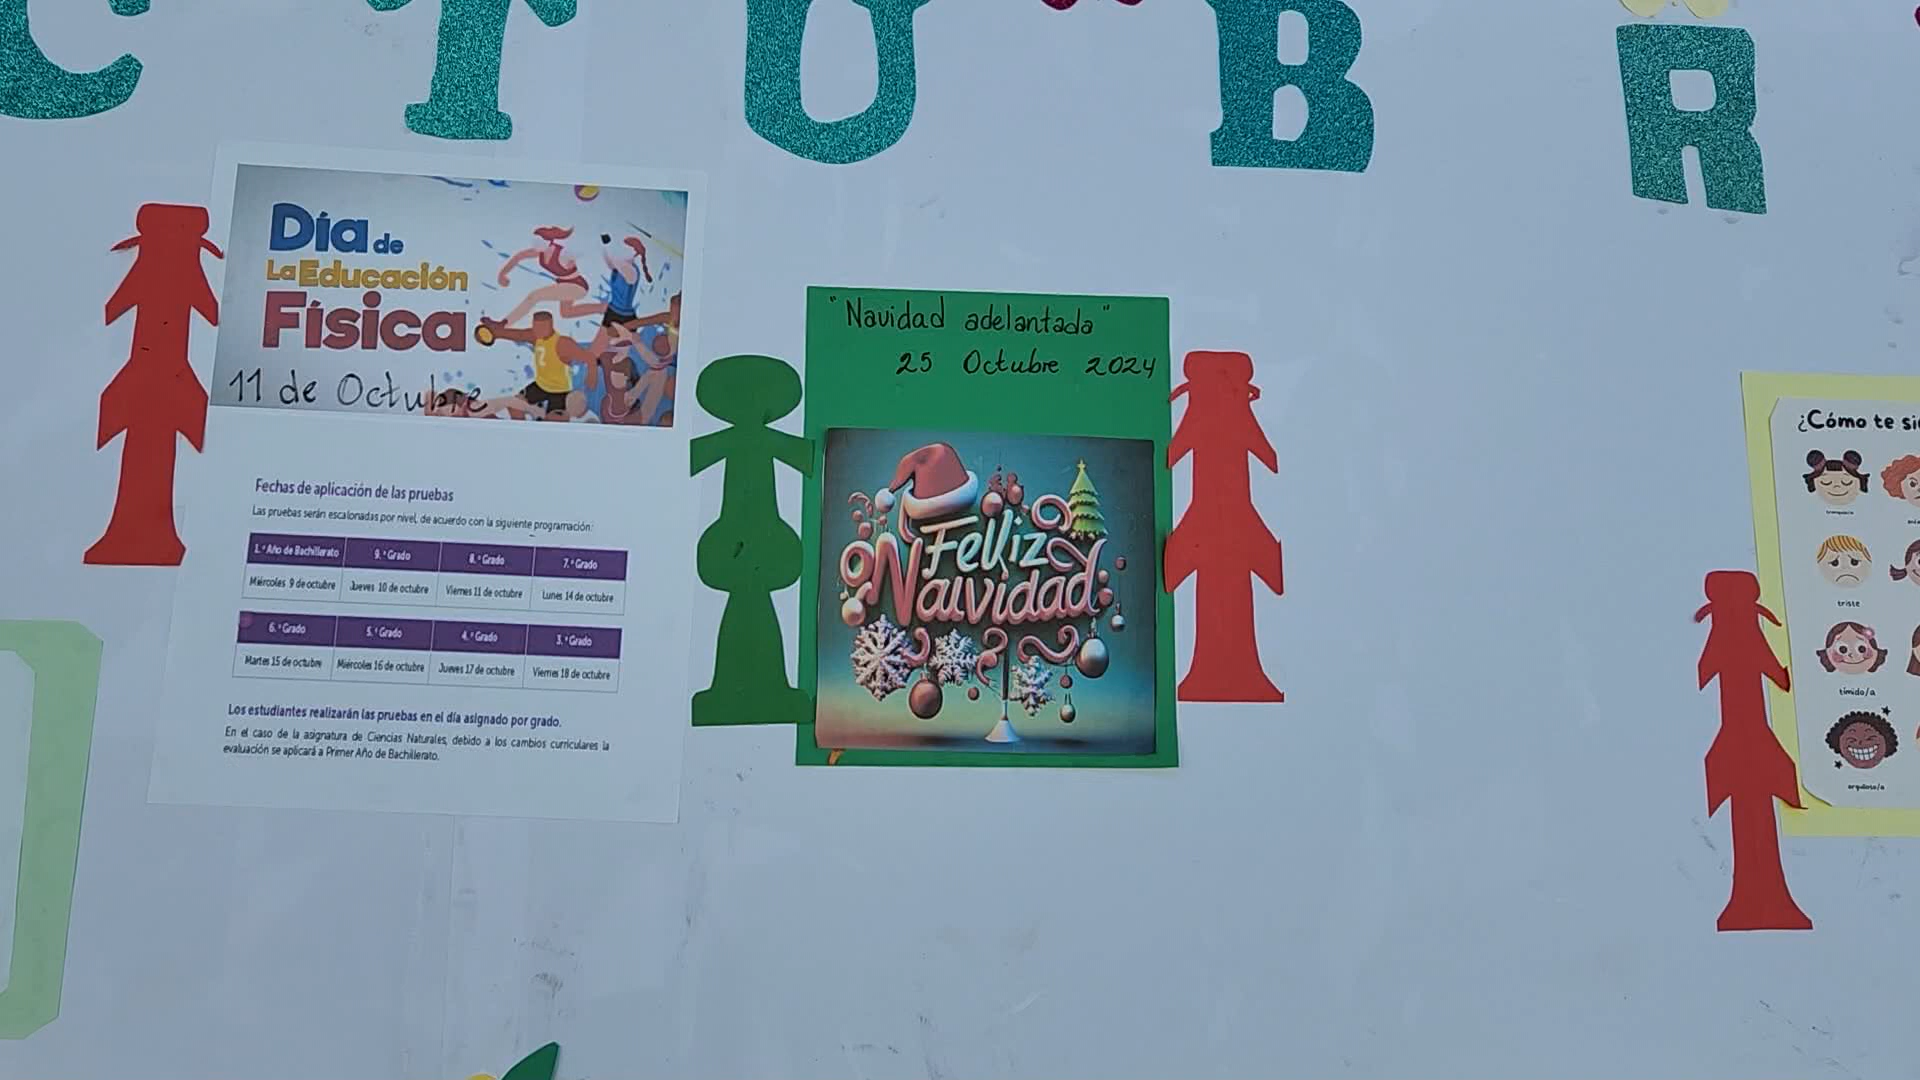 CTUBR
Día de
La Educación
Física
11 de Octubre
Fechas de aplicación de las pruebas
Las pruebas serán escalonadas por nivel, de acuerdo con la siguiente programación:
1.º Año de Bachillerato 9.º Grado 8.º Grado 7.º Grado
Miércoles 9 de octubre Jueves 10 de octubre Viernes 11 de octubre Lunes 14 de octubre
6.º Grado 5.º Grado 4.º Grado 3.º Grado
Martes 15 de octubre Miércoles 16 de octubre Jueves 17 de octubre Viernes 18 de octubre
Los estudiantes realizarán las pruebas en el día asignado por grado.
En el caso de la asignatura de Ciencias Naturales, debido a los cambios curriculares la
evaluación se aplicará a Primer Año de Bachillerato.
"Navidad adelantada"
25 Octubre 2024
Felliz
Nauvidad
¿Cómo te
triste
tímido/a
orgulloso/a